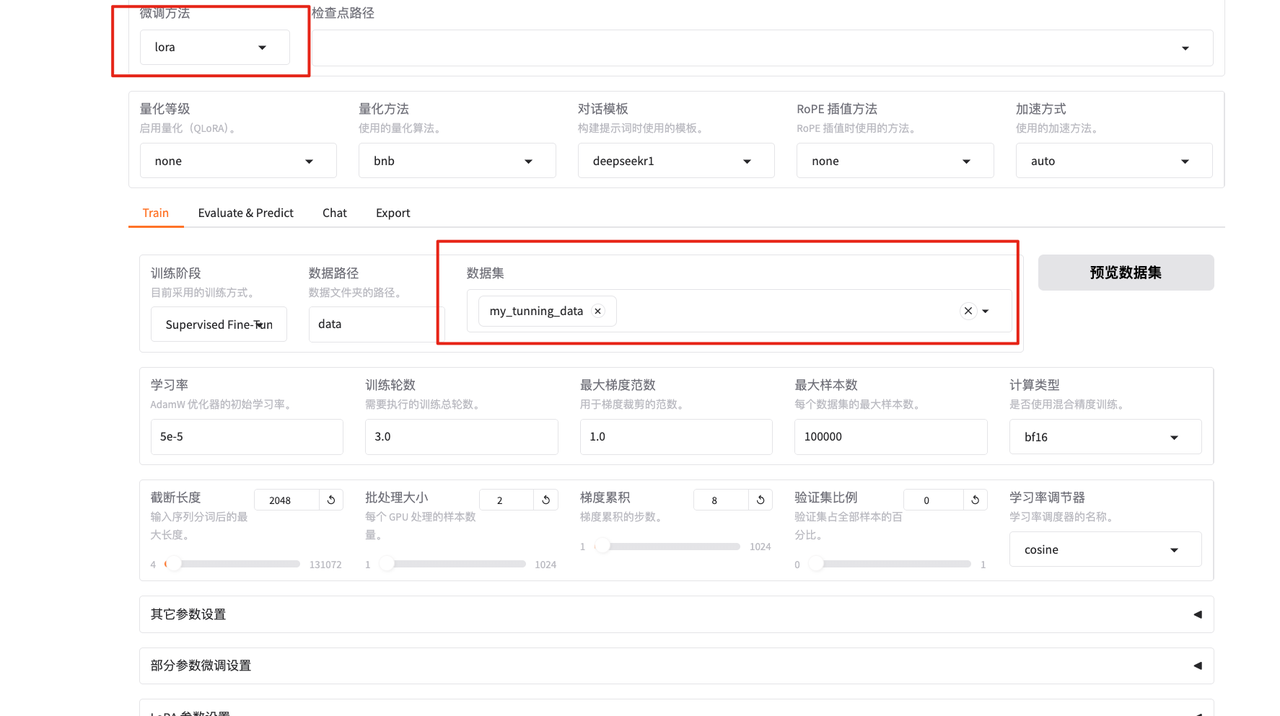 微调方法
检查点路径
lora
量化等级
启用量化（QLoRA）。
none
量化方法
使用的量化算法。
bnb
对话模板
构建提示词时使用的模板。
deepseekr1
RoPE 插值方法
RoPE 插值时使用的方法。
none
加速方式
使用的加速方法。
auto
Train
Evaluate & Predict
Chat
Export
训练阶段
目前采用的训练方式。
Supervised Fine-Tun
数据路径
数据文件夹的路径。
data
数据集
my_tunning_data
预览数据集
学习率
AdamW 优化器的初始学习率。
5e-5
训练轮数
需要执行的训练总轮数。
3.0
最大梯度范数
用于梯度裁剪的范数。
1.0
最大样本数
每个数据集的最大样本数。
100000
计算类型
是否使用混合精度训练。
bf16
截断长度
2048
输入序列分词后的最
大长度。
4
131072
批处理大小
2
每个 GPU 处理的样本数
量。
1
1024
梯度累积
8
梯度累积的步数。
1
1024
验证集比例
0
验证集占全部样本的百
分比。
0
1
学习率调节器
学习率调度器的名称。
cosine
其它参数设置
部分参数微调设置
LoRA 参数设置